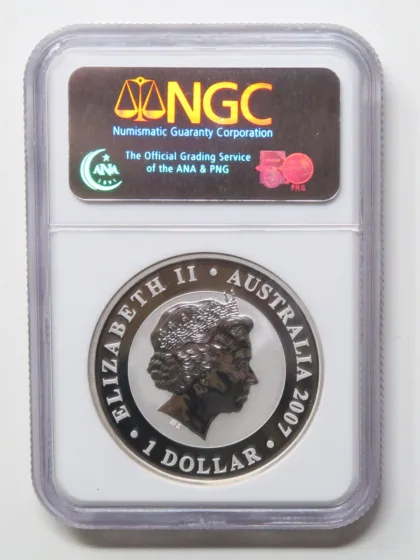 NGC
Numismatic Guaranty Corporation
The Official Grading Service
of the ANA & PNG
ANA
1891
PNG
ELIZABETH II • AUSTRALIA 2007 •
1 DOLLAR •